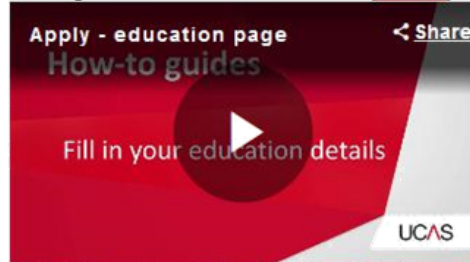 Apply - education page
Share
How-to guides
Fill in your education details
UCAS